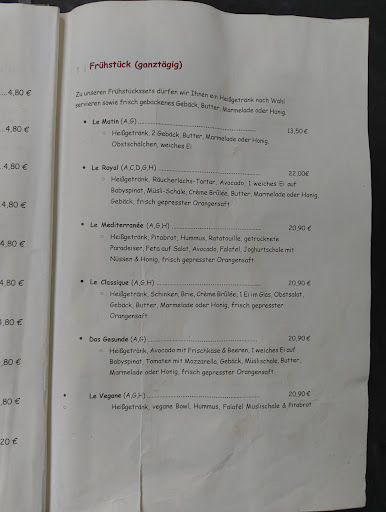 ...4,80 €
...4,80 €
...4,80 €
4,80 €
4,80 €
4,80 €
4,80 €
,80 €
,80 €
20 €
Frühstück (ganztägig)
Zu unseren Frühstückssets dürfen wir Ihnen ein Heißgetränk nach Wahl
servieren sowie frisch gebackenes Gebäck, Butter, Marmelade oder Honig.
• Le Matin (A,G) ........ 13,50 €
○ Heißgetränk, 2 Gebäck, Butter, Marmelade oder Honig,
Obstschälchen, weiches Ei
• Le Royal (A,C,D,G,H) ........ 22,00€
○ Heißgetränk, Räucherlachs-Tartar, Avocado, 1 weiches Ei auf
Babyspinat, Müsli-Schale, Crème Brûlée, Butter, Marmelade oder Honig,
Gebäck, frisch gepresster Orangensaft
• Le Mediterranée (A,G,H) ........ 20,90 €
○ Heißgetränk, Pitabrot, Hummus, Ratatouille, getrocknete
Paradeiser, Feta auf Salat, Avocado, Falafel, Joghurtschale mit
Nüssen & Honig, frisch gepresster Orangensaft
• Le Classique (A,G,H) ........ 20,90 €
○ Heißgetränk, Schinken, Brie, Crème Brûlée, 1 Ei im Glas, Obstsalat,
Gebäck, Butter, Marmelade oder Honig, frisch gepresster
Orangensaft
• Das Gesunde (A,G) ........ 20,90 €
○ Heißgetränk, Avocado mit Frischkäse & Beeren, 1 weiches Ei auf
Babyspinat, Tomaten mit Mozzarella, Gebäck, Müslischale, Butter,
Marmelade oder Honig, frisch gepresster Orangensaft
• Le Vegane (A,G,H) ........ 20,90 €
○ Heißgetränk, vegane Bowl, Hummus, Falafel Müslischale & Pitabrot